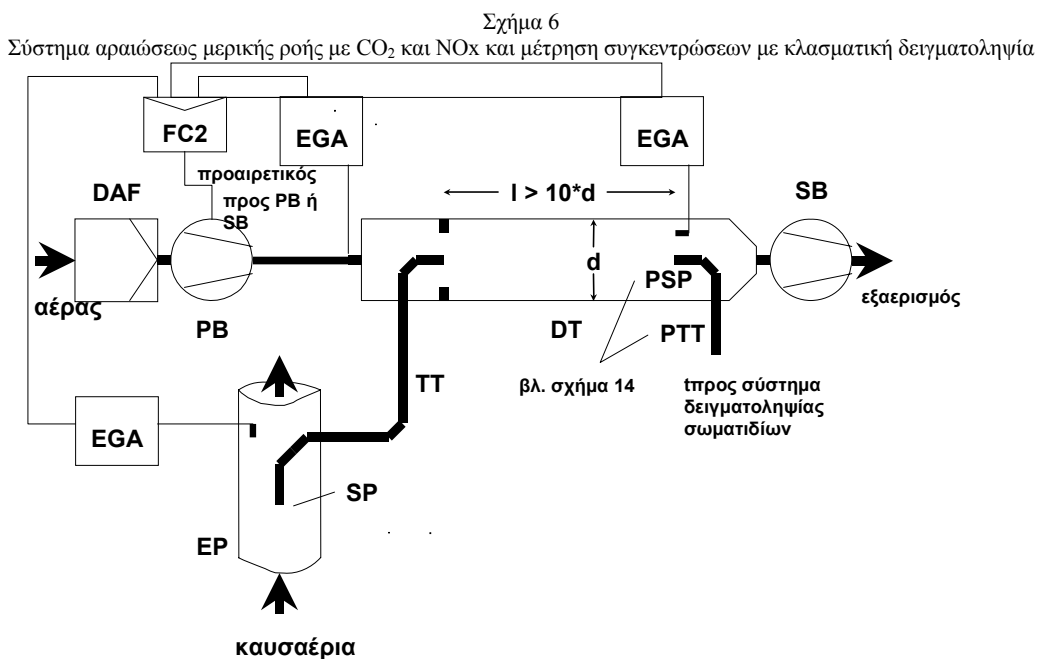 Σχήμα 6
Σύστημα αραιώσεως μερικής ροής με CO₂ και NOx και μέτρηση συγκεντρώσεων με κλασματική δειγματοληψία
FC2
EGA
EGA
προαιρετικός
προς PB ή
SB
DAF
l > 10*d
SB
d
αέρας
PB
PSP
DT
PTT
εξαερισμός
TT
βλ. σχήμα 14
tπρος σύστημα
δειγματοληψίας
σωματιδίων
EGA
SP
EP
καυσαέρια